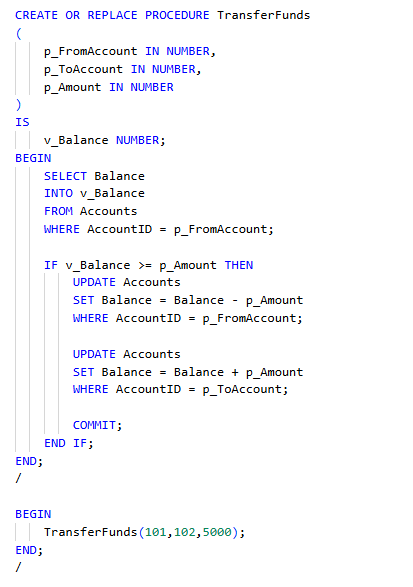 CREATE OR REPLACE PROCEDURE TransferFunds
(
    p_FromAccount IN NUMBER,
    p_ToAccount IN NUMBER,
    p_Amount IN NUMBER
)
IS
    v_Balance NUMBER;
BEGIN
    SELECT Balance
    INTO v_Balance
    FROM Accounts
    WHERE AccountID = p_FromAccount;

    IF v_Balance >= p_Amount THEN
        UPDATE Accounts
        SET Balance = Balance - p_Amount
        WHERE AccountID = p_FromAccount;

        UPDATE Accounts
        SET Balance = Balance + p_Amount
        WHERE AccountID = p_ToAccount;

        COMMIT;
    END IF;
END;
/

BEGIN
    TransferFunds(101,102,5000);
END;
/